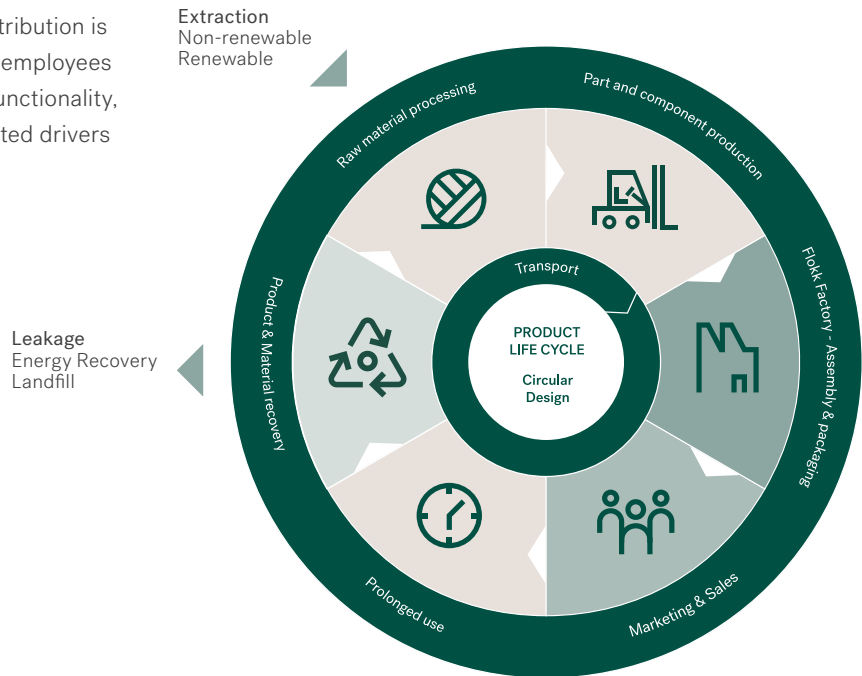 tribution is
employees
unctionality,
ted drivers
Extraction
Non-renewable
Renewable
Raw material processing
Part and component production
Flokk Factory - Assembly & packaging
Marketing & Sales
Prolonged use
Product & Material recovery
Transport
PRODUCT
LIFE CYCLE
Circular
Design
Leakage
Energy Recovery
Landfill